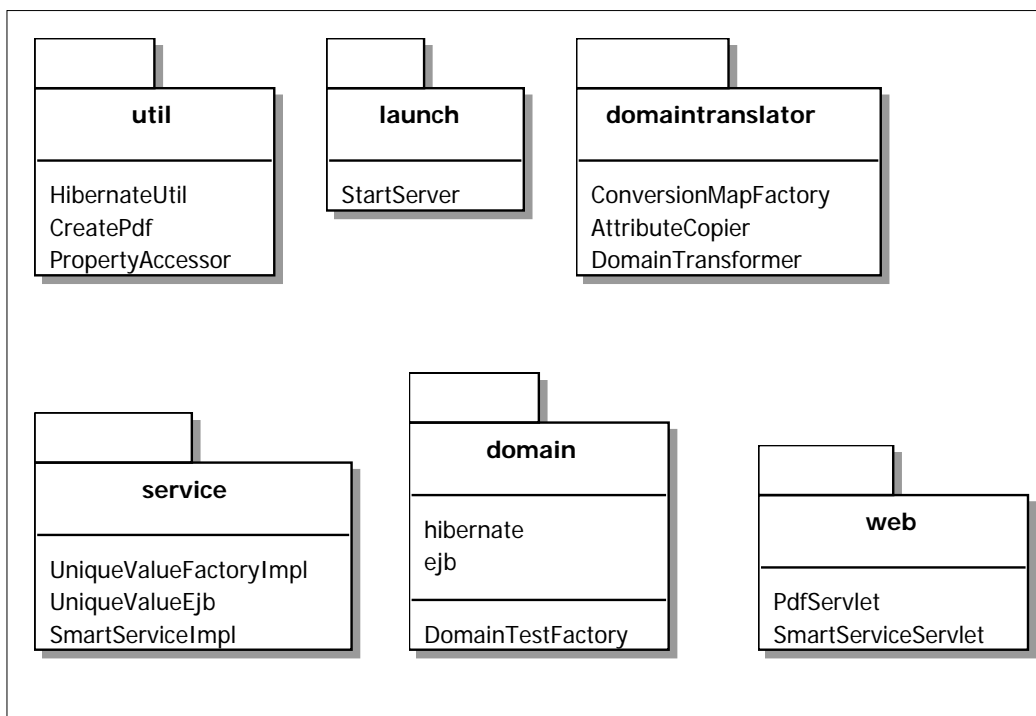 util
HibernateUtil
CreatePdf
PropertyAccessor
launch
StartServer
domaintranslator
ConversionMapFactory
AttributeCopier
DomainTransformer
service
UniqueValueFactoryImpl
UniqueValueEjb
SmartServiceImpl
domain
hibernate
ejb
DomainTestFactory
web
PdfServlet
SmartServiceServlet